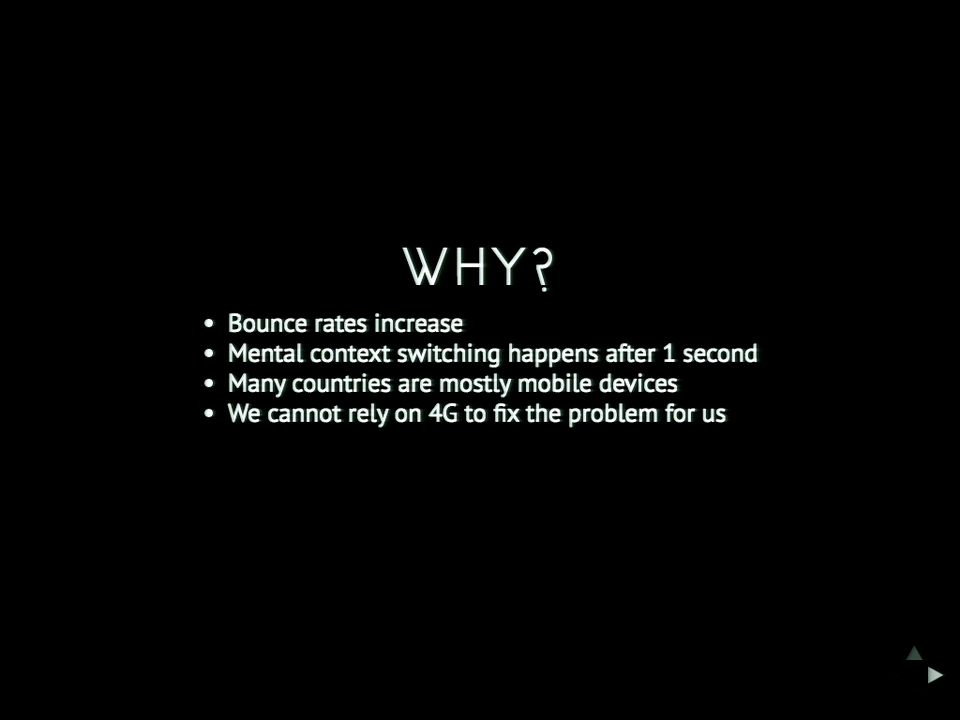 WHY?
• Bounce rates increase
• Mental context switching happens after 1 second
• Many countries are mostly mobile devices
• We cannot rely on 4G to fix the problem for us